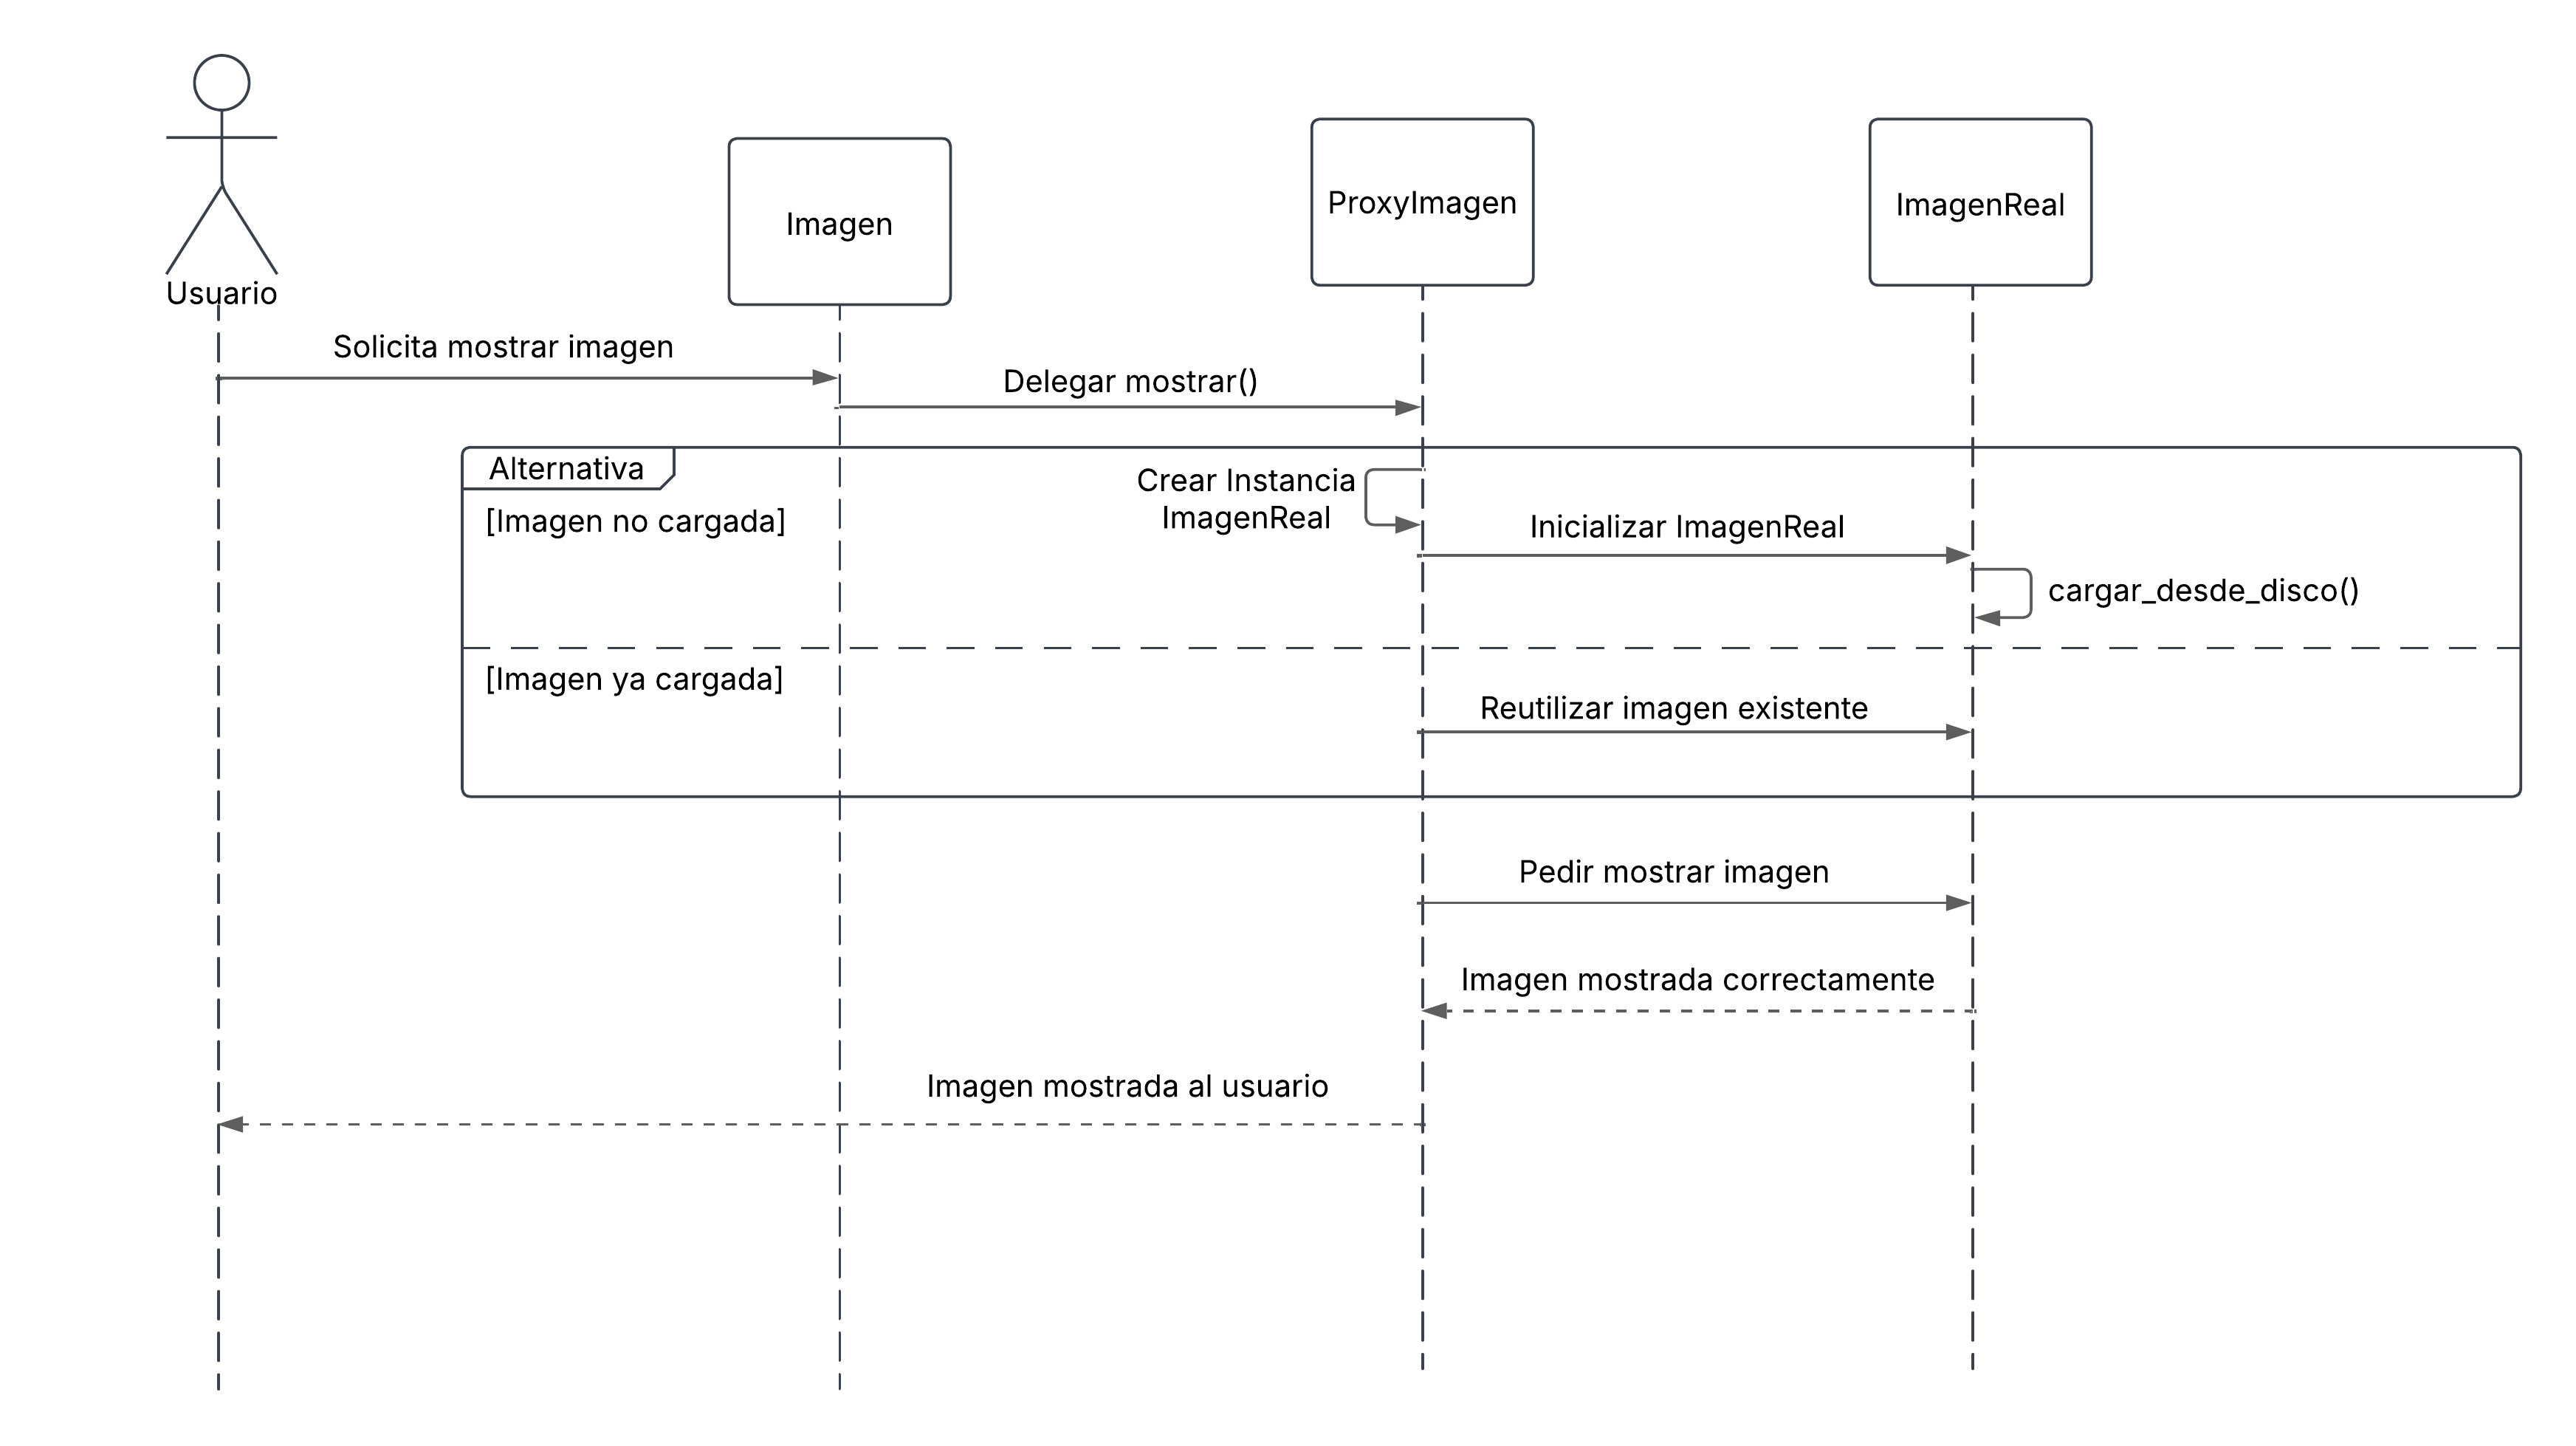 Usuario
Imagen
ProxyImagen
ImagenReal
Solicita mostrar imagen
Delegar mostrar()
Alternativa
[Imagen no cargada]
Crear Instancia
ImagenReal
Inicializar ImagenReal
cargar_desde_disco()
[Imagen ya cargada]
Reutilizar imagen existente
Pedir mostrar imagen
Imagen mostrada correctamente
Imagen mostrada al usuario